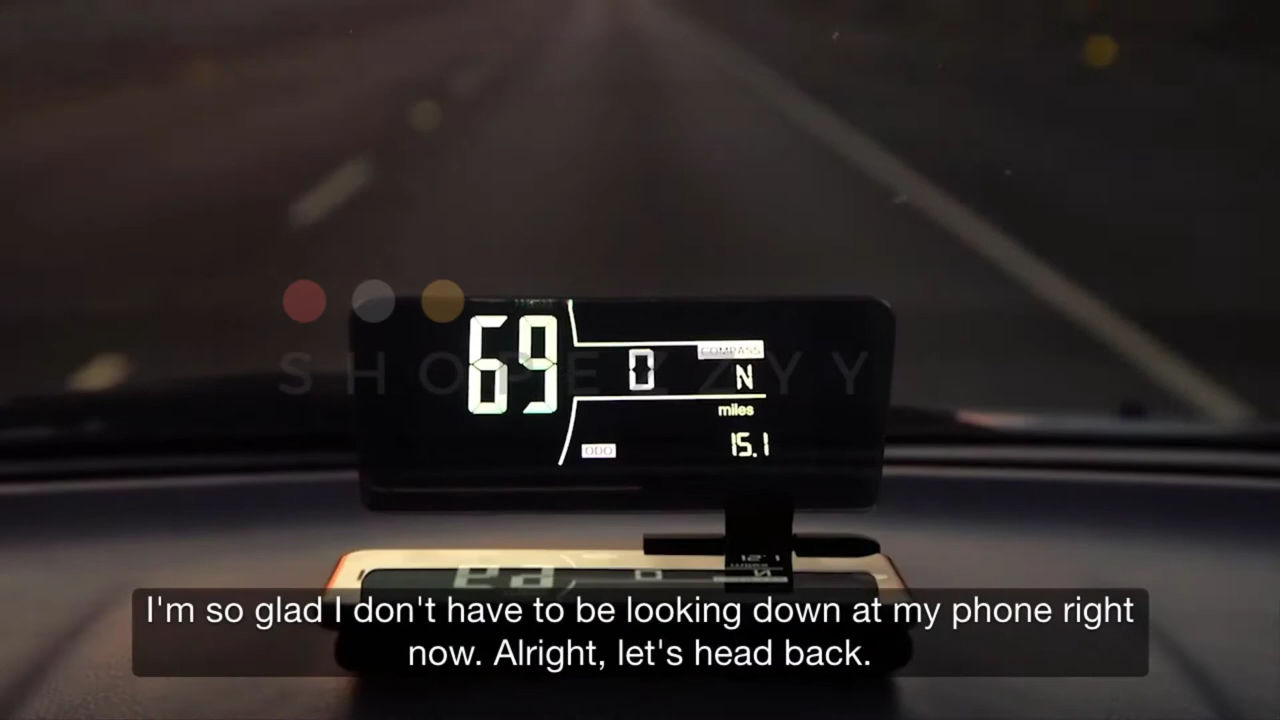 SHOPEZZYY
69
0
COMPASS
N
miles
15.1
ODO
I'm so glad I don't have to be looking down at my phone right
now. Alright, let's head back.